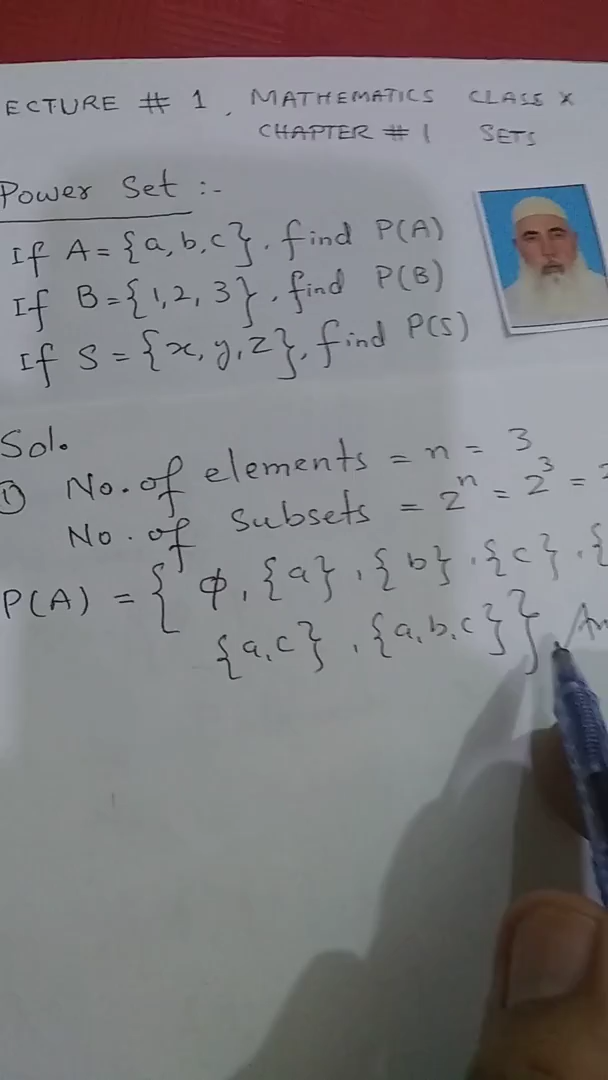 ECTURE # 1, MATHEMATICS CLASS X
CHAPTER # 1 SETS
Power Set :-
If A = {a, b, c}, find P(A)
If B = {1, 2, 3}, find P(B)
If S = {x, y, z}, find P(S)
Sol.
① No. of elements = n = 3
No. of subsets = 2ⁿ = 2³ =
P(A) = { φ, {a}, {b}, {c}, {
{a, c}, {a, b, c}}